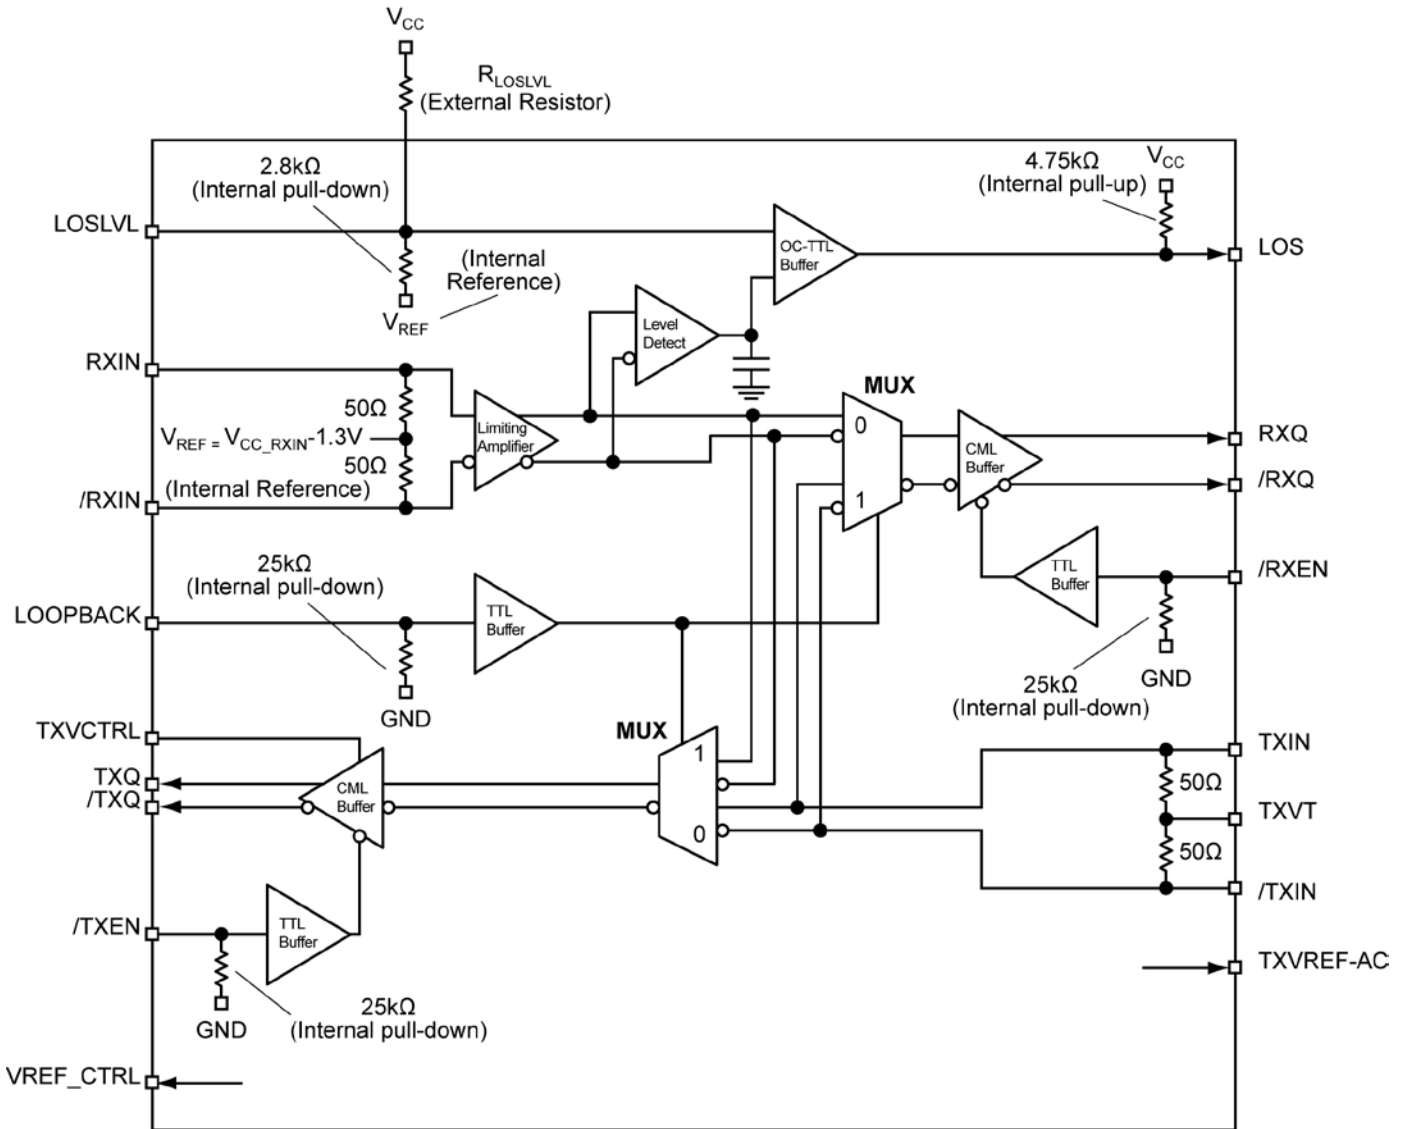 VCC
RLOSLVL
(External Resistor)
2.8kΩ
(Internal pull-down)
4.75kΩ
(Internal pull-up)
VCC
LOSLVL
OC-TTL
Buffer
LOS
(Internal
Reference)
VREF
Level
Detect
RXIN
MUX
50Ω
Limiting
Amplifier
0
VREF = VCC_RXIN-1.3V
CML
Buffer
RXQ
50Ω
(Internal Reference)
/RXIN
1
/RXQ
25kΩ
(Internal pull-down)
TTL
Buffer
/RXEN
LOOPBACK
TTL
Buffer
GND
GND
25kΩ
(Internal pull-down)
TXVCTRL
MUX
TXIN
1
TXQ
/TXQ
CML
Buffer
50Ω
TXVT
0
50Ω
/TXIN
/TXEN
TTL
Buffer
TXVREF-AC
GND
25kΩ
(Internal pull-down)
VREF_CTRL